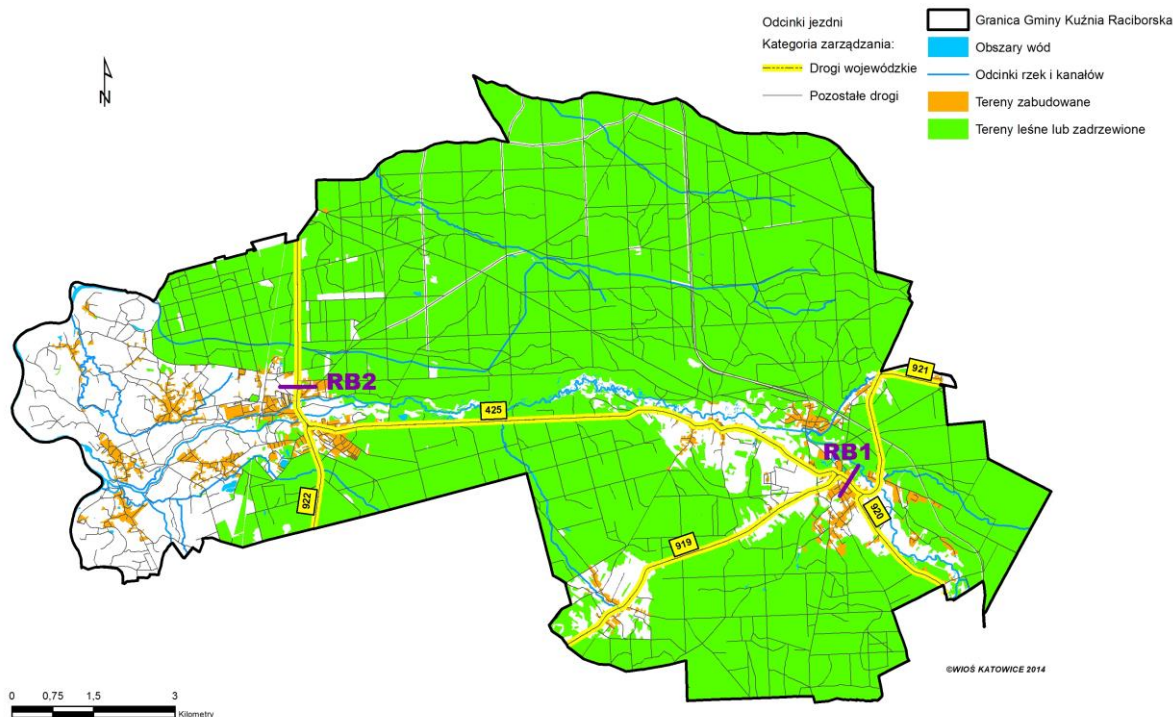 Odcinki jezdni
Kategoria zarządzania:
Drogi wojewódzkie
Pozostałe drogi
Granica Gminy Kuźnia Raciborska
Obszary wód
Odcinki rzek i kanałów
Tereny zabudowane
Tereny leśne lub zadrzewione
N
921
RB2
425
RB1
922
920
919
©WIOŚ KATOWICE 2014
0 0,75 1,5 3
Kilometry